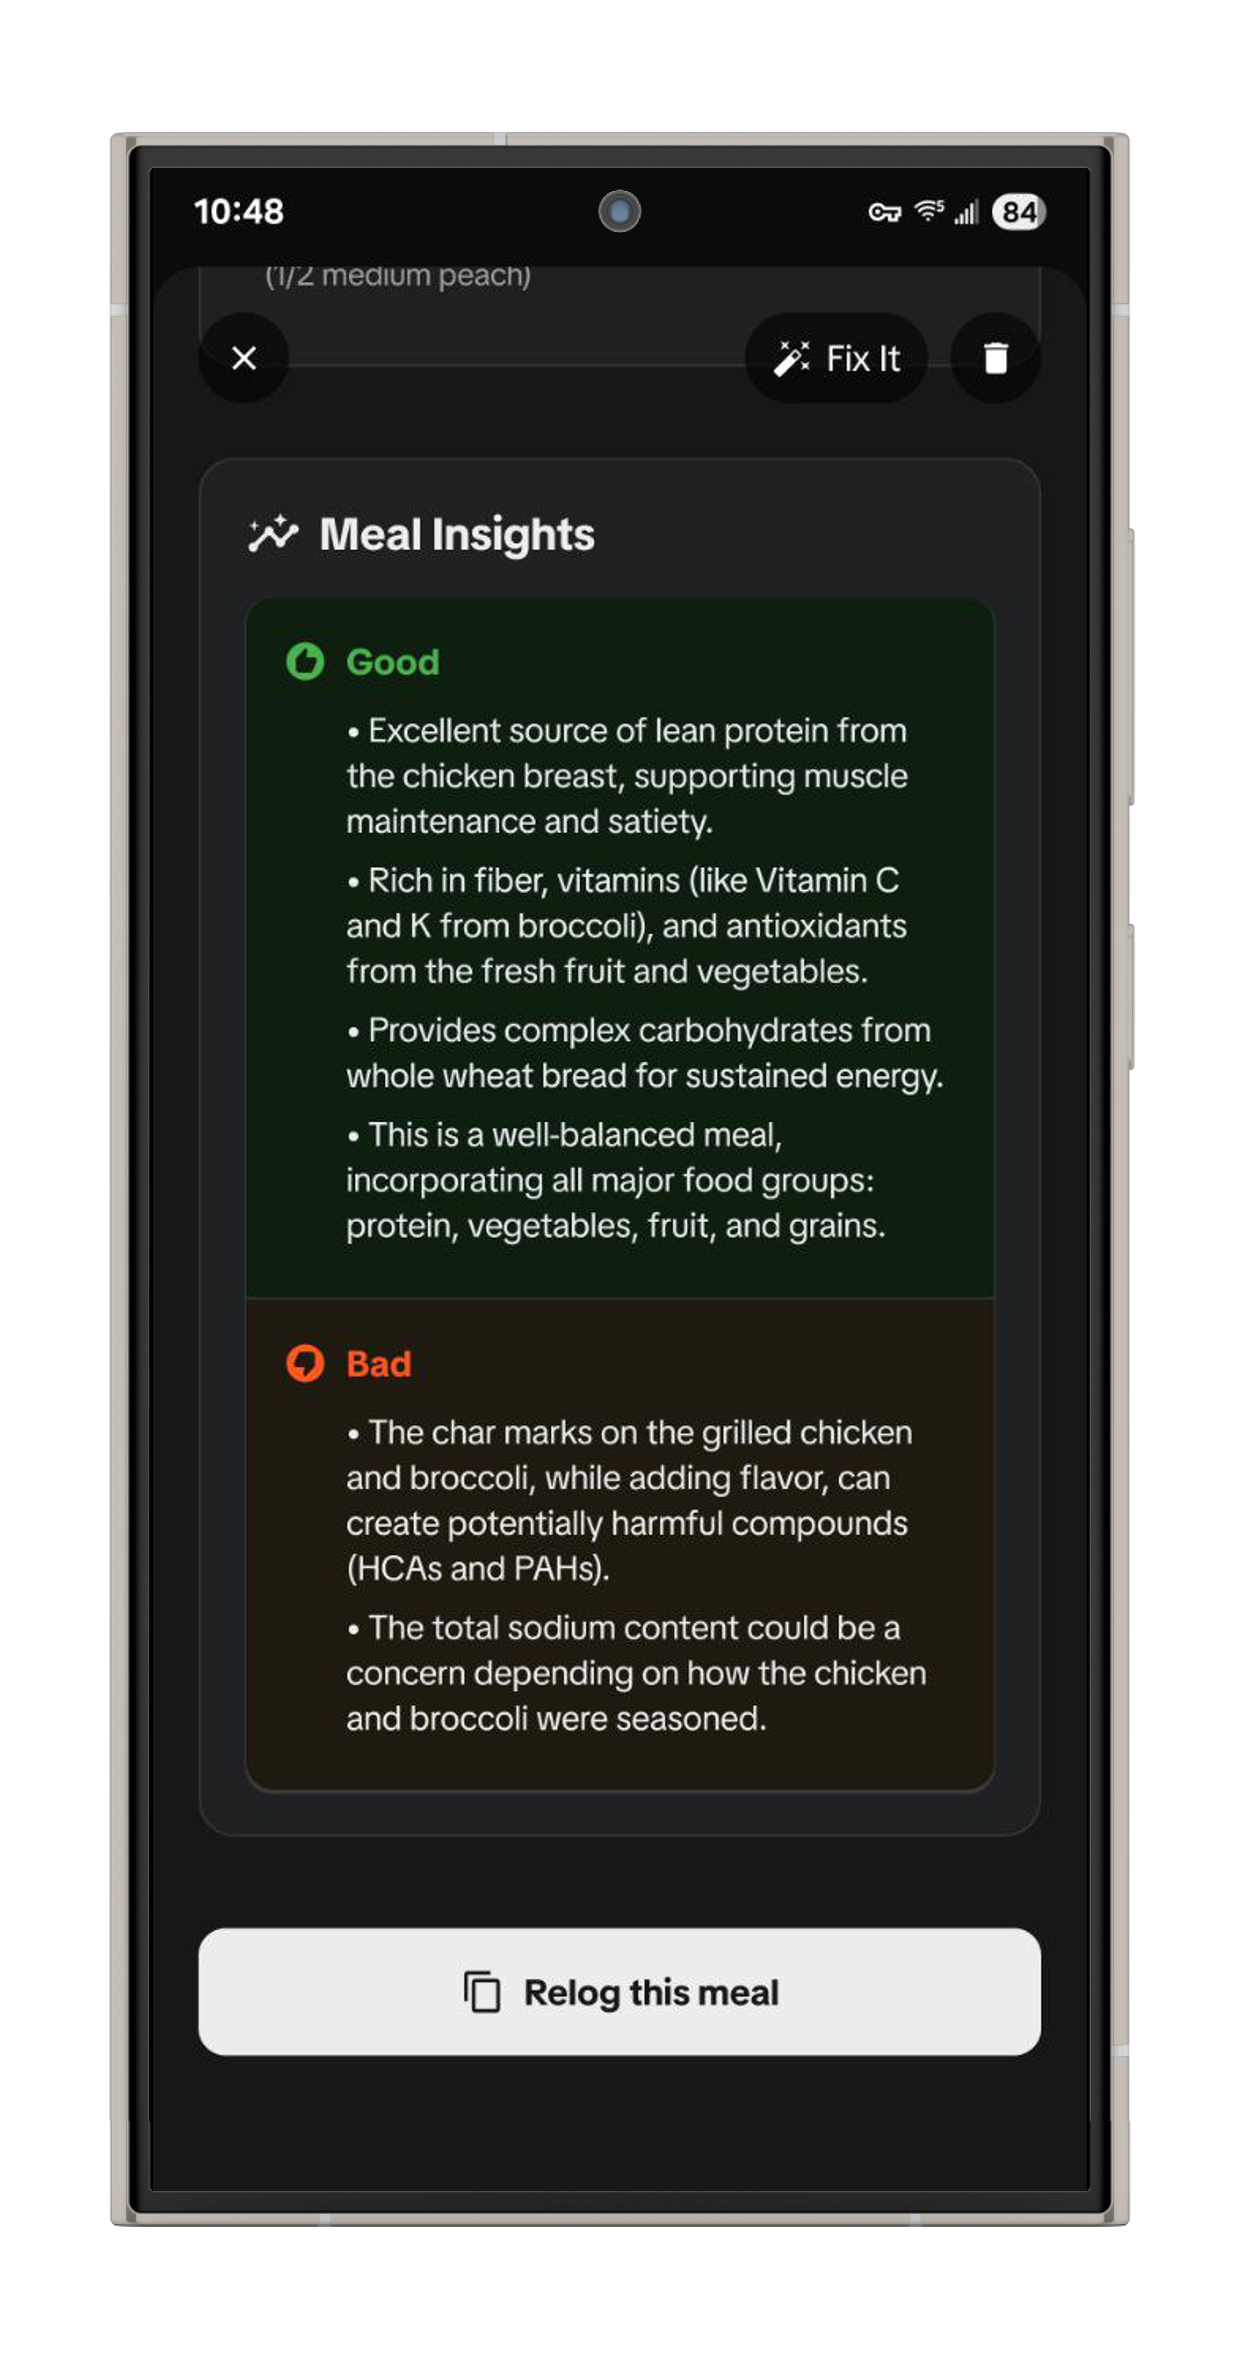 10:48
5
84
(1/2 medium peach)
Fix It
Meal Insights
Good
• Excellent source of lean protein from
the chicken breast, supporting muscle
maintenance and satiety.
• Rich in fiber, vitamins (like Vitamin C
and K from broccoli), and antioxidants
from the fresh fruit and vegetables.
• Provides complex carbohydrates from
whole wheat bread for sustained energy.
• This is a well-balanced meal,
incorporating all major food groups:
protein, vegetables, fruit, and grains.
Bad
• The char marks on the grilled chicken
and broccoli, while adding flavor, can
create potentially harmful compounds
(HCAs and PAHs).
• The total sodium content could be a
concern depending on how the chicken
and broccoli were seasoned.
Relog this meal